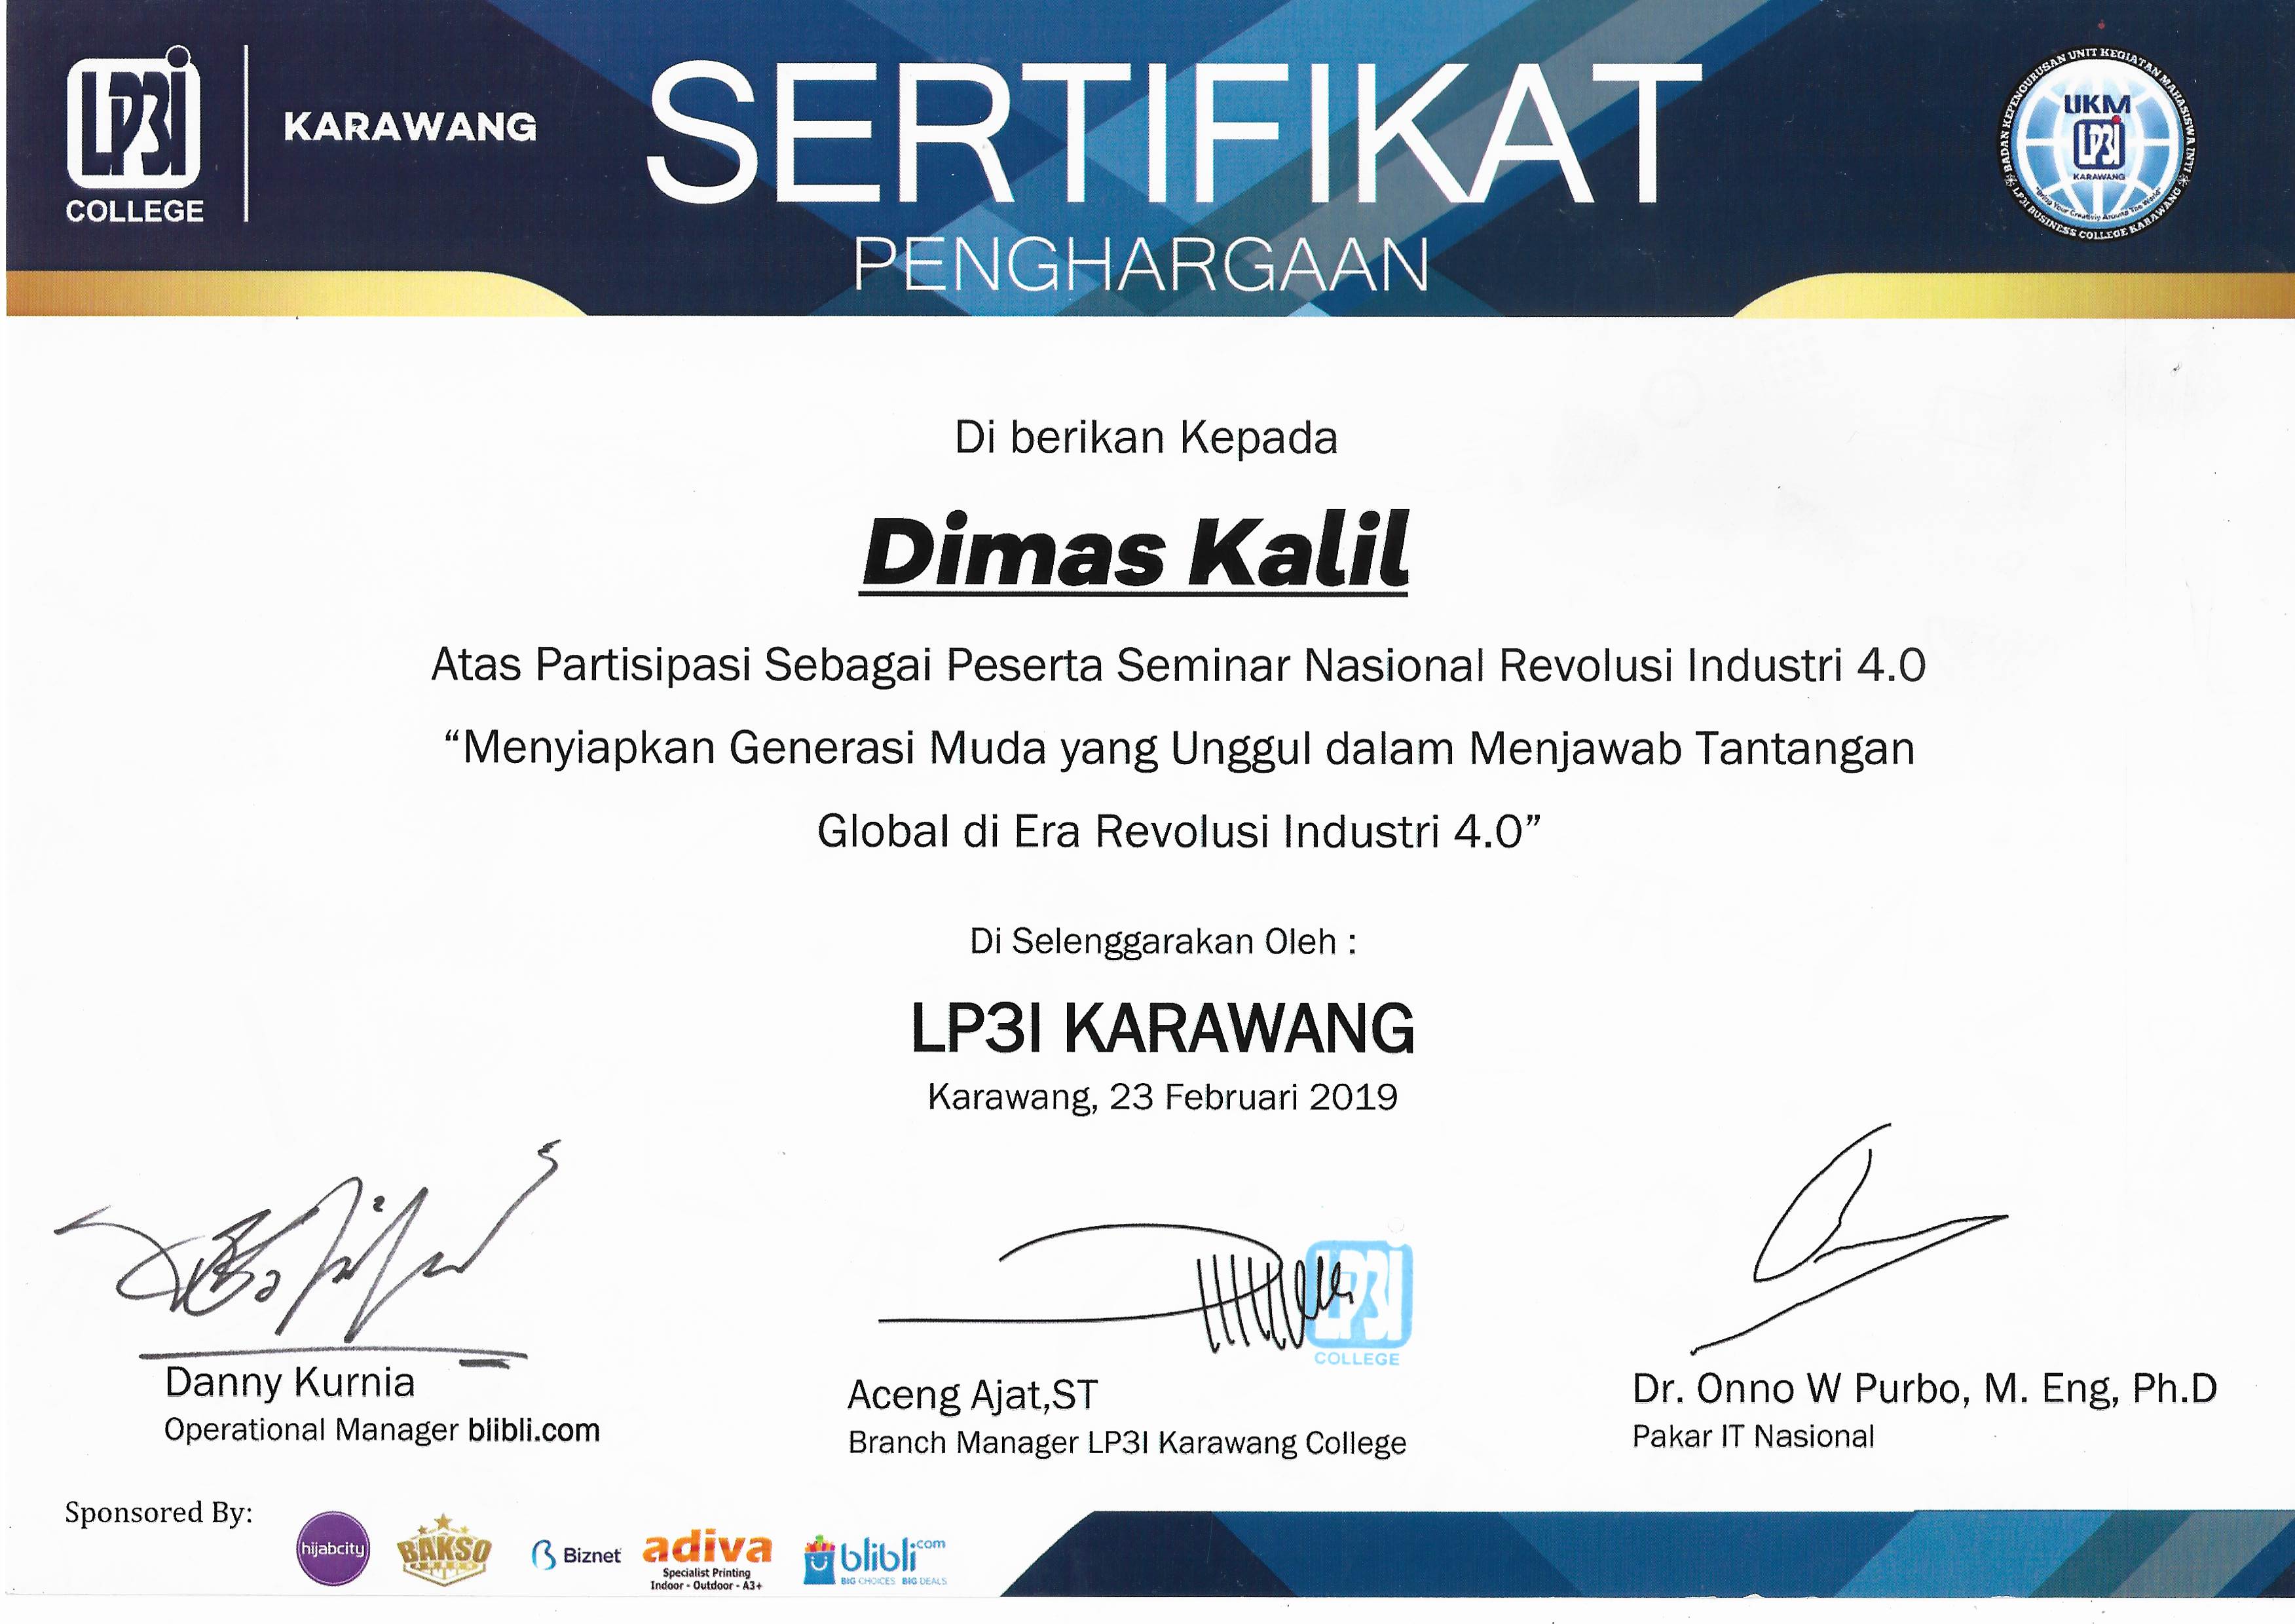 LP3I
COLLEGE
KARAWANG
SERTIFIKAT
PENGHARGAAN
BADAN KEPENGURUSAN UNIT KEGIATAN MAHASISWA INTI
UKM
LP3I
KARAWANG
"Bring Your Creativity Around The World"
LP3I BUSINESS COLLEGE KARAWANG
Di berikan Kepada
Dimas Kalil
Atas Partisipasi Sebagai Peserta Seminar Nasional Revolusi Industri 4.0
“Menyiapkan Generasi Muda yang Unggul dalam Menjawab Tantangan
Global di Era Revolusi Industri 4.0”
Di Selenggarakan Oleh :
LP3I KARAWANG
Karawang, 23 Februari 2019
LP3I
COLLEGE
Danny Kurnia
Operational Manager blibli.com
Aceng Ajat,ST
Branch Manager LP3I Karawang College
Dr. Onno W Purbo, M. Eng, Ph.D
Pakar IT Nasional
Sponsored By:
hijabcity
BAKSO
Biznet
adiva
Specialist Printing
Indoor - Outdoor - A3+
blibli.com
BIG CHOICES BIG DEALS